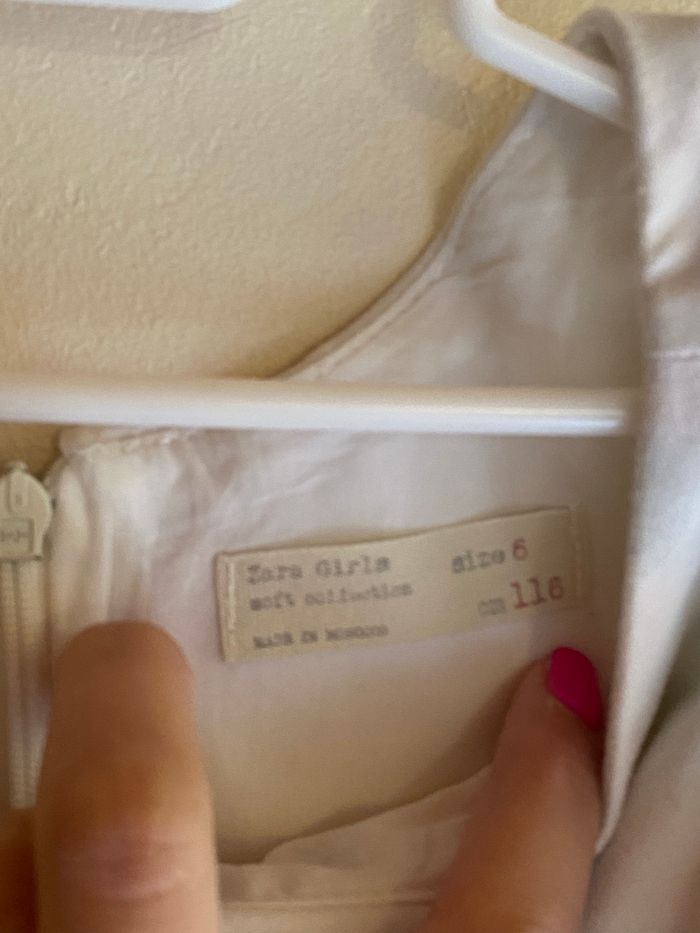 Zara Girls
soft collection
MADE IN MOROCCO
size 6
cm 116